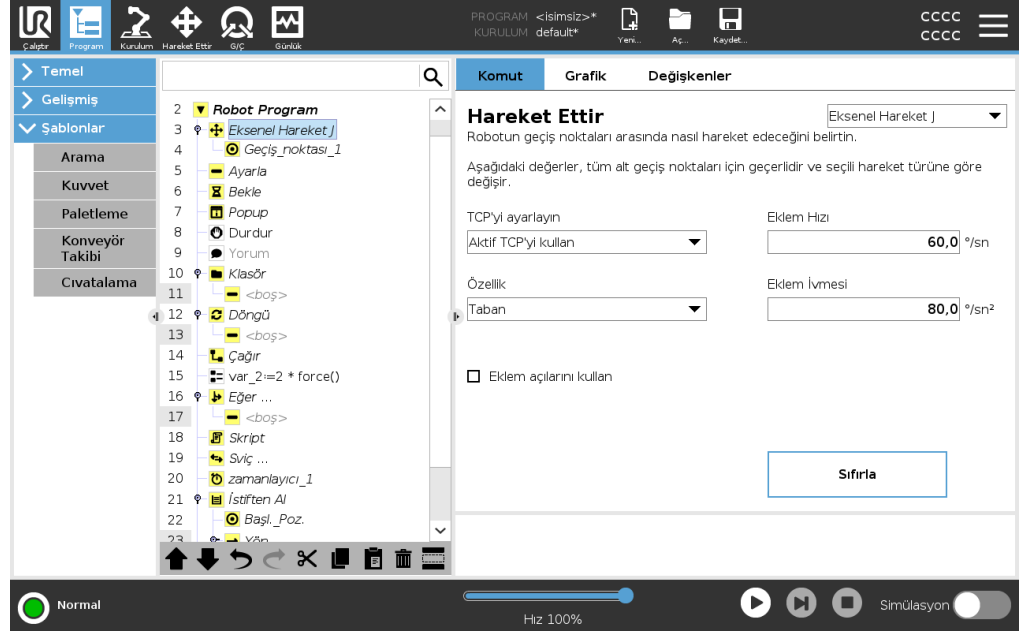 PROGRAM <isimsiz>*
KURULUM default*
cccc
cccc
Çalıştır
Program
Kurulum
Hareket Ettir
G/Ç
Günlük
Yeni...
Aç...
Kaydet...
Temel
Gelişmiş
Şablonlar
Arama
Kuvvet
Paletleme
Konveyör
Takibi
Cıvatalama
2 Robot Program
3 Eksenel Hareket J
4 Geçiş_noktası_1
5 Ayarla
6 Bekle
7 Popup
8 Durdur
9 Yorum
10 Klasör
11 <boş>
12 Döngü
13 <boş>
14 Çağır
15 var_2:=2 * force()
16 Eğer ...
17 <boş>
18 Skript
19 Sviç ...
20 zamanlayıcı_1
21 İstiften Al
22 Başl._Poz.
23 Yön
Komut
Grafik
Değişkenler
Hareket Ettir
Eksenel Hareket J
Robotun geçiş noktaları arasında nasıl hareket edeceğini belirtin.
Aşağıdaki değerler, tüm alt geçiş noktaları için geçerlidir ve seçili hareket türüne göre
değişir.
TCP'yi ayarlayın
Eklem Hızı
Aktif TCP'yi kullan
60,0 °/sn
Özellik
Eklem İvmesi
Taban
80,0 °/sn²
Eklem açılarını kullan
Sıfırla
Normal
Hız 100%
Simülasyon